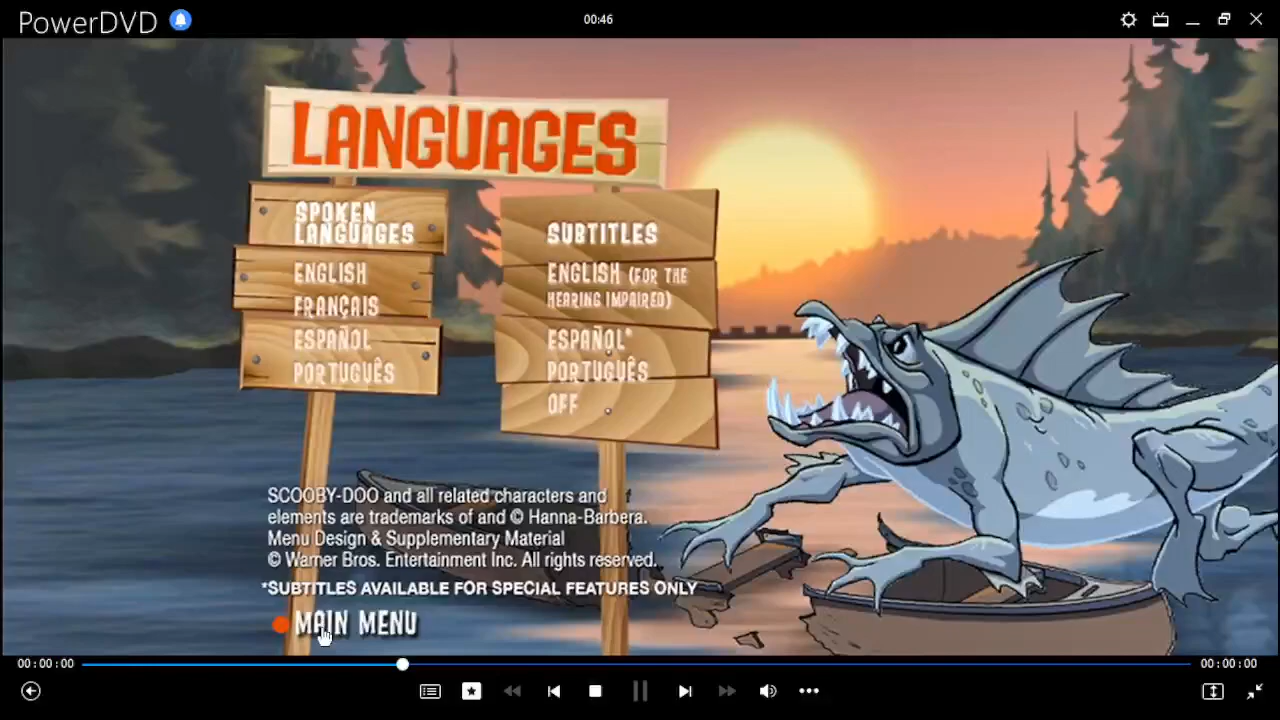 PowerDVD
00:46
LANGUAGES
SPOKEN
LANGUAGES
ENGLISH
FRANÇAIS
ESPAÑOL
PORTUGUÊS
SUBTITLES
ENGLISH (FOR THE
HEARING IMPAIRED)
ESPAÑOL*
PORTUGUÊS
OFF
SCOOBY-DOO and all related characters and
elements are trademarks of and © Hanna-Barbera.
Menu Design & Supplementary Material
© Warner Bros. Entertainment Inc. All rights reserved.
*SUBTITLES AVAILABLE FOR SPECIAL FEATURES ONLY
MAIN MENU
00:00:00
00:00:00